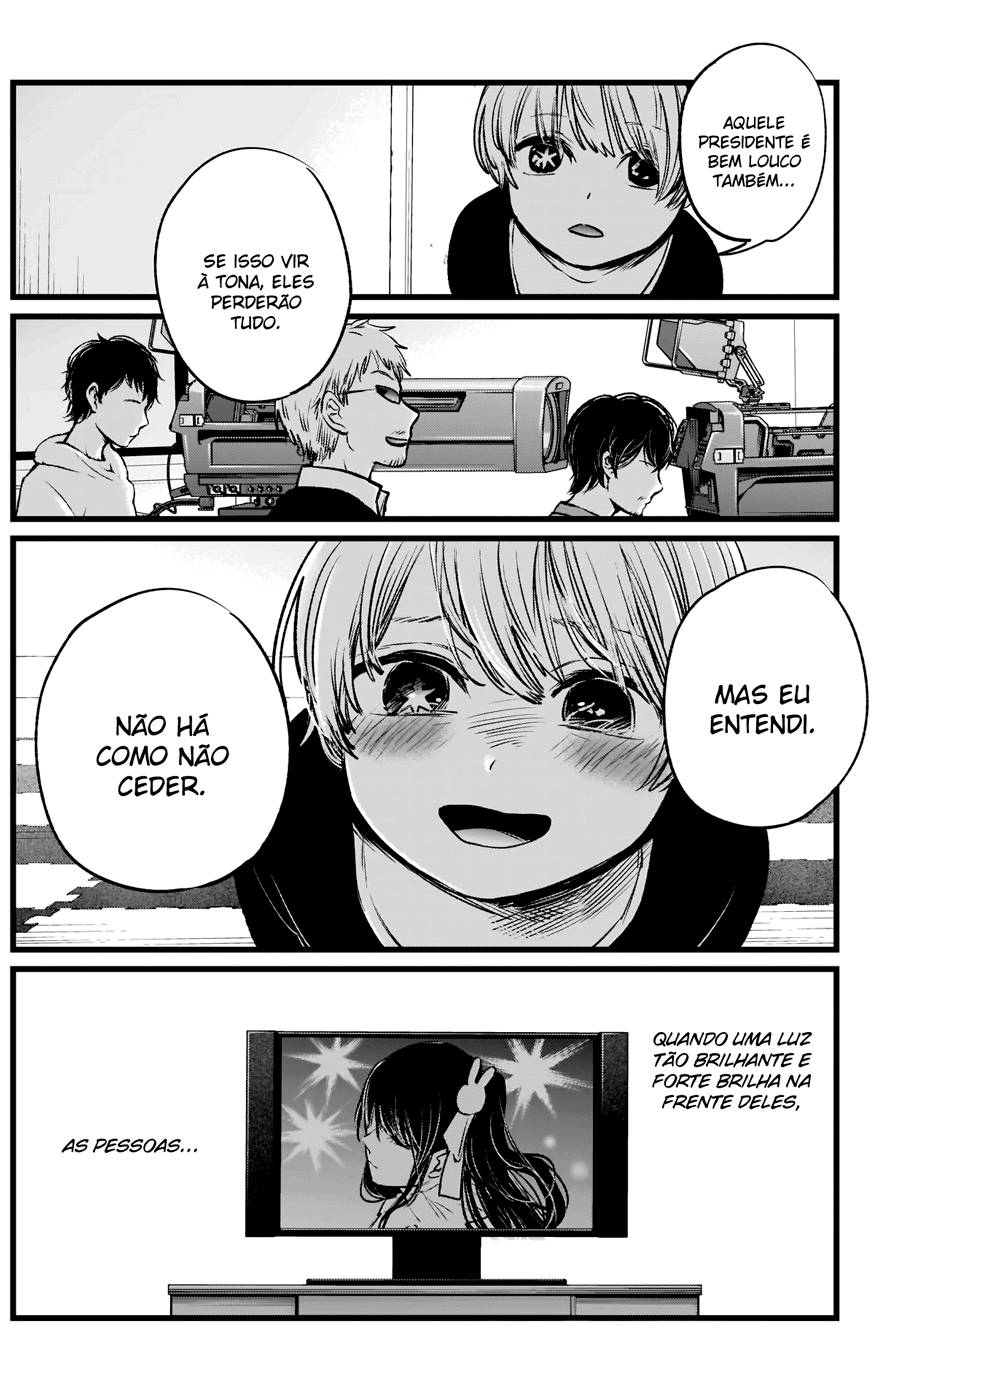 AQUELE
PRESIDENTE É
BEM LOUCO
TAMBÉM...
SE ISSO VIR
À TONA, ELES
PERDERÃO
TUDO.
MAS EU
ENTENDI.
NÃO HÁ
COMO NÃO
CEDER.
QUANDO UMA LUZ
TÃO BRILHANTE E
FORTE BRILHA NA
FRENTE DELES,
AS PESSOAS...